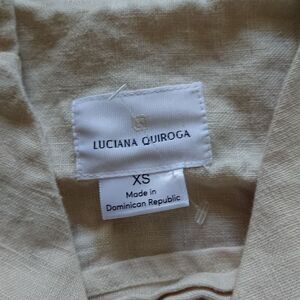 LUCIANA QUIROGA
XS
Made in
Dominican Republic